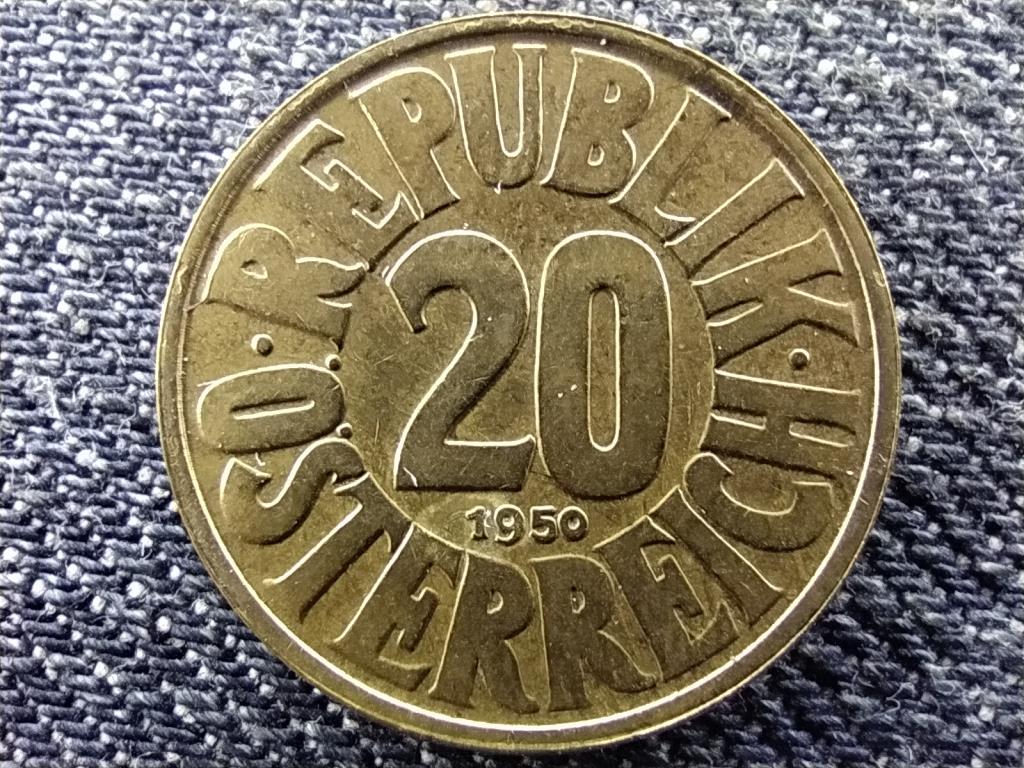 REPUBLIK · ÖSTERREICH ·
20
1950